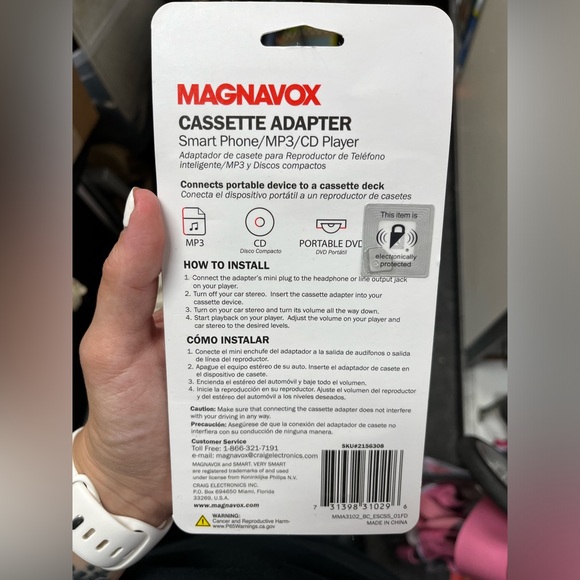 MAGNAVOX
CASSETTE ADAPTER
Smart Phone/MP3/CD Player
Adaptador de casete para Reproductor de Teléfono
inteligente/MP3 y Discos compactos
Connects portable device to a cassette deck
Conecta el dispositivo portátil a un reproductor de casetes
MP3
CD
Disco Compacto
PORTABLE DVD
DVD Portátil
This item is
electronically
protected
HOW TO INSTALL
1. Connect the adapter's mini plug to the headphone or line output jack
on your player.
2. Turn off your car stereo. Insert the cassette adapter into your
cassette device.
3. Turn on your car stereo and turn its volume all the way down.
4. Start playback on your player. Adjust the volume on your player and
car stereo to the desired levels.
CÓMO INSTALAR
1. Conecte el mini enchufe del adaptador a la salida de audífonos o salida
de línea del reproductor.
2. Apague el equipo estéreo de su auto. Inserte el adaptador de casete en
el dispositivo de casete.
3. Encienda el estéreo del automóvil y baje todo el volumen.
4. Inicie la reproducción en su reproductor. Ajuste el volumen del reproductor
y del estéreo del automóvil a los niveles deseados.
Caution: Make sure that connecting the cassette adapter does not interfere
with your driving in any way.
Precaución: Asegúrese de que la conexión del adaptador de casete no
interfiera con su conducción de ninguna manera.
Customer Service
Toll Free: 1-866-321-7191
e-mail: magnavox@craigelectronics.com
MAGNAVOX and SMART. VERY SMART
are registered trademarks of and used
under license from Koninklijke Philips N.V.
CRAIG ELECTRONICS INC.
P.O. Box 694650 Miami, Florida
33269, U.S.A.
www.magnavox.com
WARNING:
Cancer and Reproductive Harm-
www.P65Warnings.ca.gov
SKU#2156308
7 31398 31029 6
MMA3102_BC_ESCSS_01FD
MADE IN CHINA